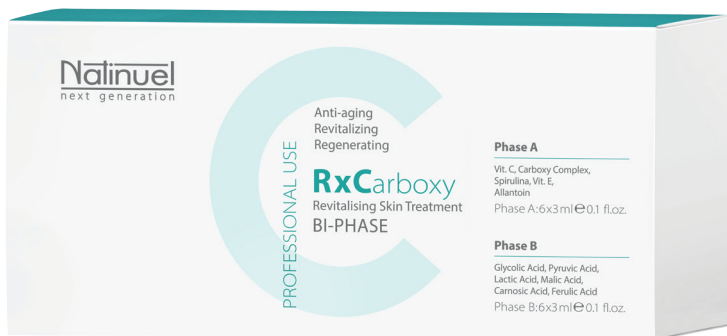 Natinuel
next generation
PROFESSIONAL USE
Anti-aging
Revitalizing
Regenerating
RxCarboxy
Revitalising Skin Treatment
BI-PHASE
Phase A
Vit. C, Carboxy Complex,
Spirulina, Vit. E,
Allantoin
Phase A:6x3ml℮0.1 fl.oz.
Phase B
Glycolic Acid, Pyruvic Acid,
Lactic Acid, Malic Acid,
Carnosic Acid, Ferulic Acid
Phase B:6x3ml℮0.1 fl.oz.